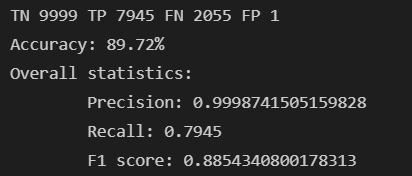 TN 9999 TP 7945 FN 2055 FP 1
Accuracy: 89.72%
Overall statistics:
Precision: 0.9998741505159828
Recall: 0.7945
F1 score: 0.8854340800178313